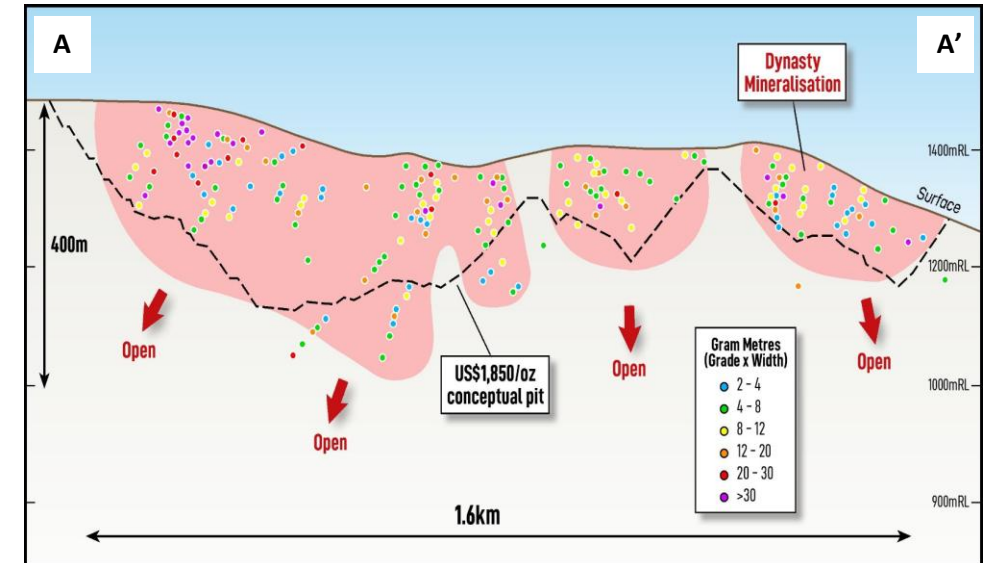 A
A'
Dynasty
Mineralisation
1400mRL
Surface
400m
1200mRL
Open
US$1,850/oz
conceptual pit
Open
Open
Open
Gram Metres
(Grade x Width)
2 - 4
4 - 8
8 - 12
12 - 20
20 - 30
>30
1000mRL
900mRL
1.6km